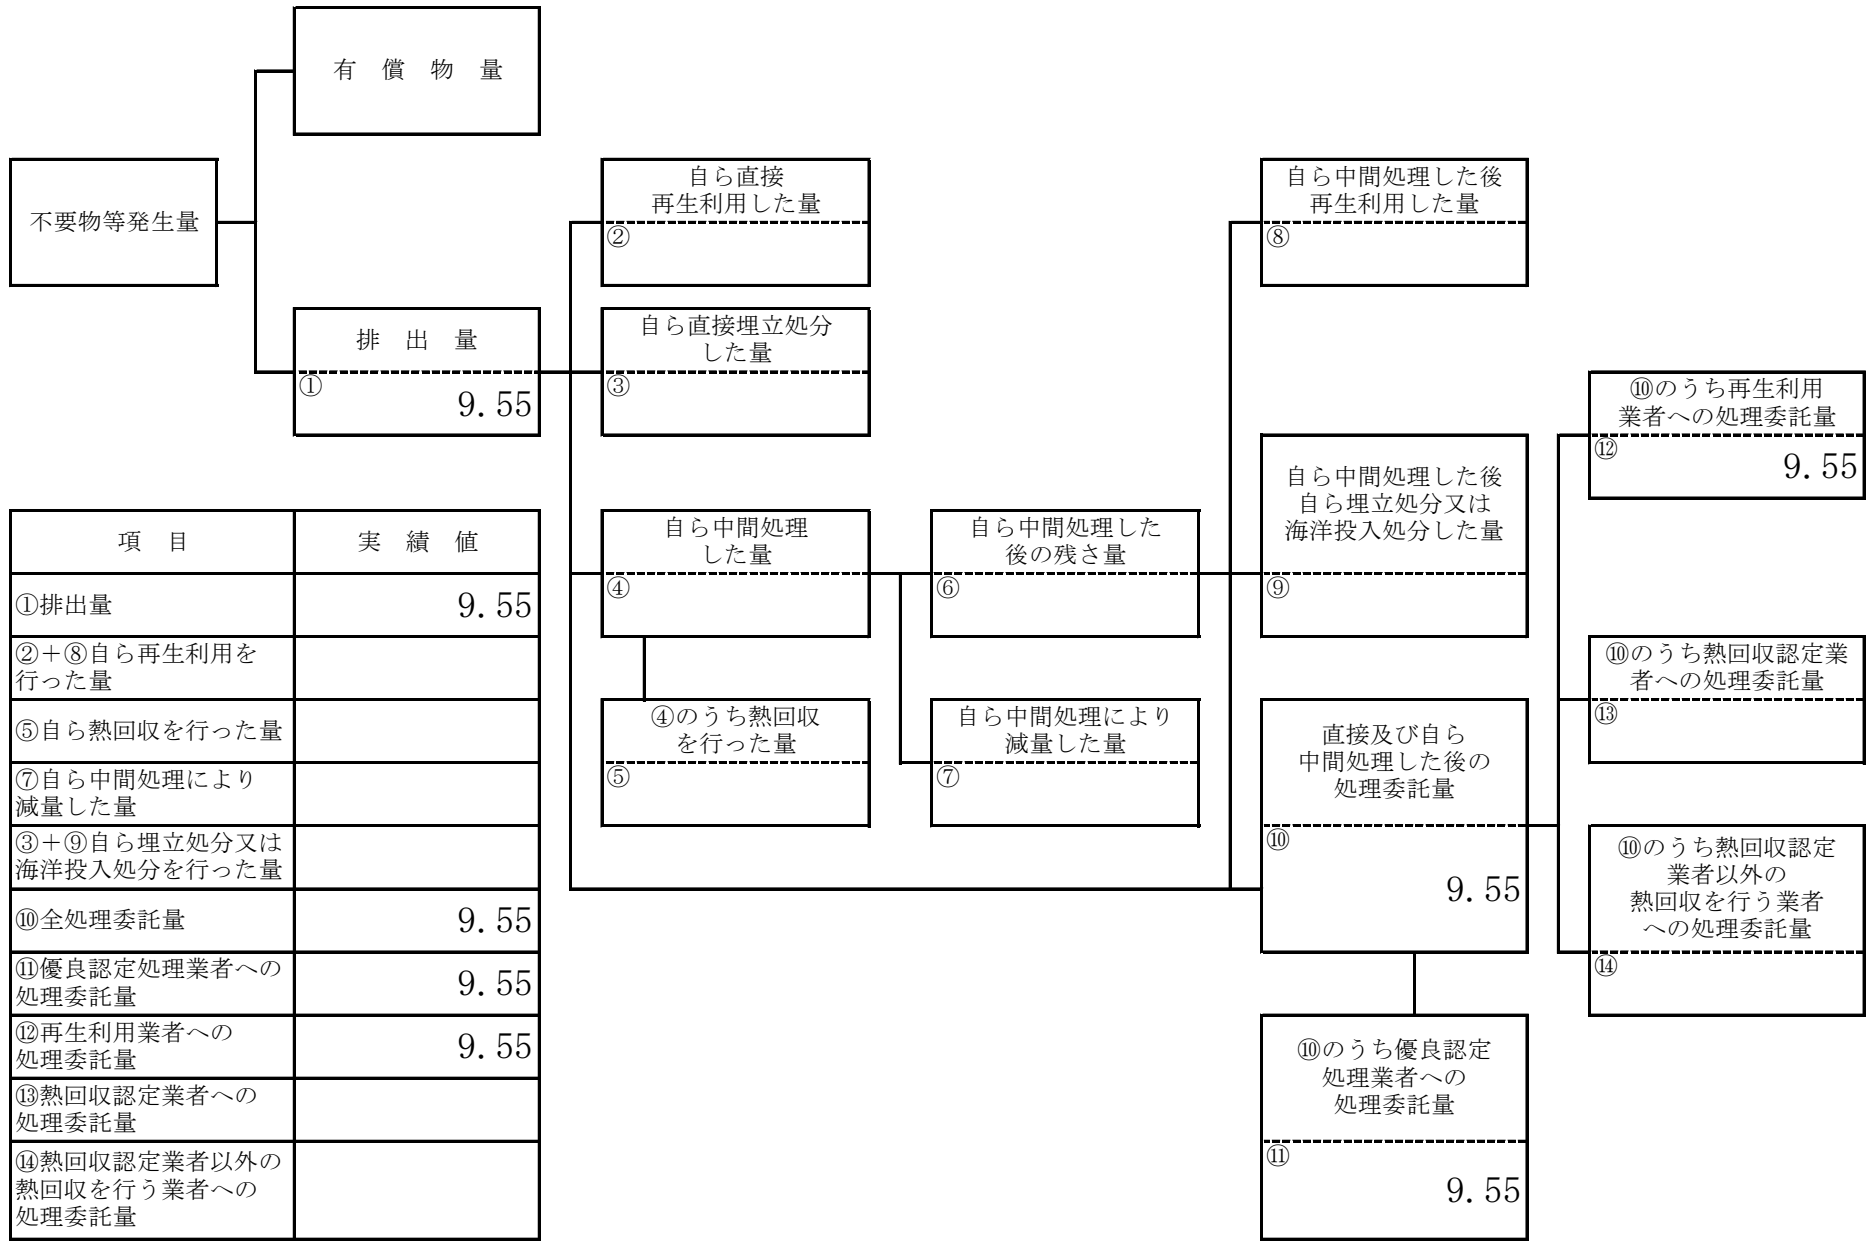 有　償　物　量
不要物等発生量
排　出　量
①
9.55
自ら直接
再生利用した量
②
自ら直接埋立処分
した量
③
自ら中間処理
した量
④
④のうち熱回収
を行った量
⑤
自ら中間処理した
後の残さ量
⑥
自ら中間処理により
減量した量
⑦
自ら中間処理した後
再生利用した量
⑧
自ら中間処理した後
自ら埋立処分又は
海洋投入処分した量
⑨
直接及び自ら
中間処理した後の
処理委託量
⑩
9.55
⑩のうち優良認定
処理業者への
処理委託量
⑪
9.55
⑩のうち再生利用
業者への処理委託量
⑫
9.55
⑩のうち熱回収認定業
者への処理委託量
⑬
⑩のうち熱回収認定
業者以外の
熱回収を行う業者
への処理委託量
⑭
項　目　実　績　値
①排出量　9.55
②＋⑧自ら再生利用を
行った量
⑤自ら熱回収を行った量
⑦自ら中間処理により
減量した量
③＋⑨自ら埋立処分又は
海洋投入処分を行った量
⑩全処理委託量　9.55
⑪優良認定処理業者への
処理委託量　9.55
⑫再生利用業者への
処理委託量　9.55
⑬熱回収認定業者への
処理委託量
⑭熱回収認定業者以外の
熱回収を行う業者への
処理委託量